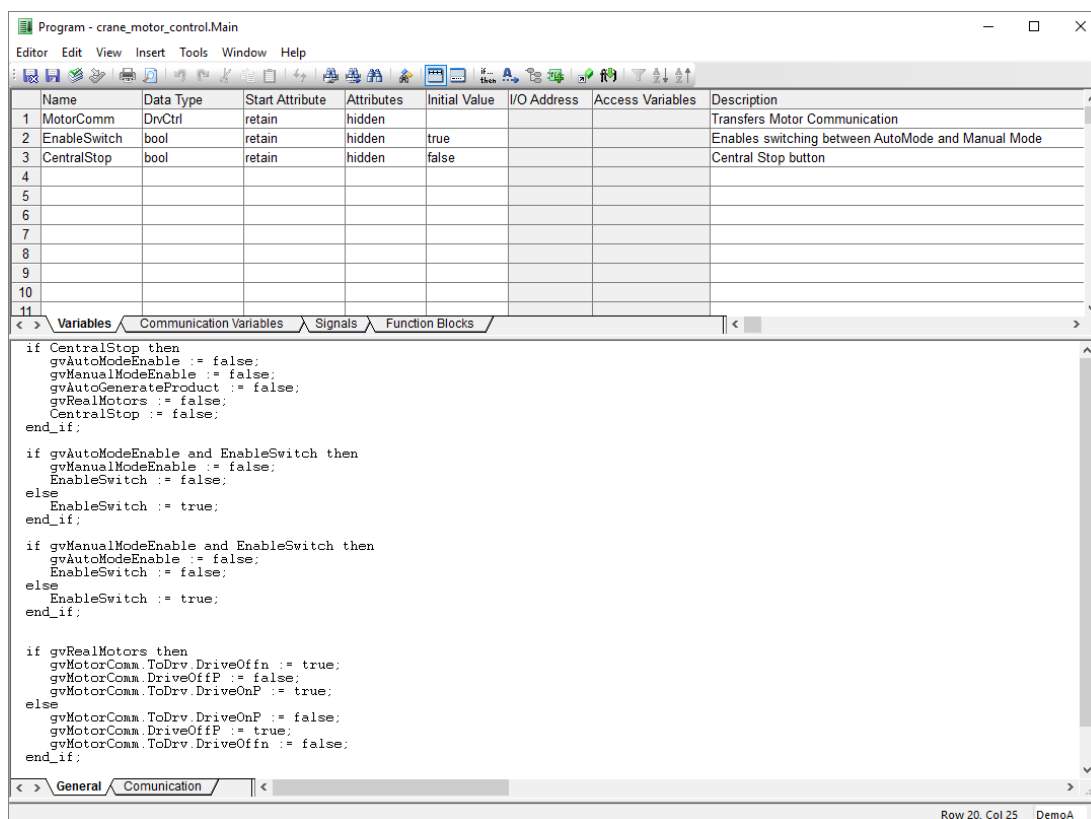 Program - crane_motor_control.Main
Editor Edit View Insert Tools Window Help
Name Data Type Start Attribute Attributes Initial Value I/O Address Access Variables Description
1 MotorComm DrvCtrl retain hidden Transfers Motor Communication
2 EnableSwitch bool retain hidden true Enables switching between AutoMode and Manual Mode
3 CentralStop bool retain hidden false Central Stop button
4
5
6
7
8
9
10
11
Variables Communication Variables Signals Function Blocks
if CentralStop then
gvAutoModeEnable := false;
gvManualModeEnable := false;
gvAutoGenerateProduct := false;
gvRealMotors := false;
CentralStop := false;
end_if;
if gvAutoModeEnable and EnableSwitch then
gvManualModeEnable := false;
EnableSwitch := false;
else
EnableSwitch := true;
end_if;
if gvManualModeEnable and EnableSwitch then
gvAutoModeEnable := false;
EnableSwitch := false;
else
EnableSwitch := true;
end_if;
if gvRealMotors then
gvMotorComm.ToDrv.DriveOffn := true;
gvMotorComm.DriveOffP := false;
gvMotorComm.ToDrv.DriveOnP := true;
else
gvMotorComm.ToDrv.DriveOnP := false;
gvMotorComm.DriveOffP := true;
gvMotorComm.ToDrv.DriveOffn := false;
end_if;
General Comunication
Row 20, Col 25 DemoA